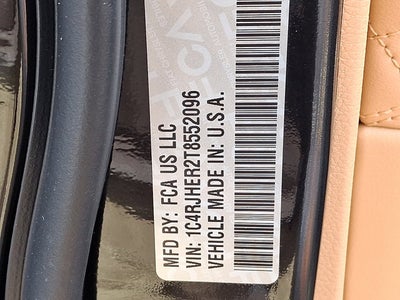 MFD BY: FCA US LLC
VIN: 1C4RJHER2T8552096
VEHICLE MADE IN: U.S.A.